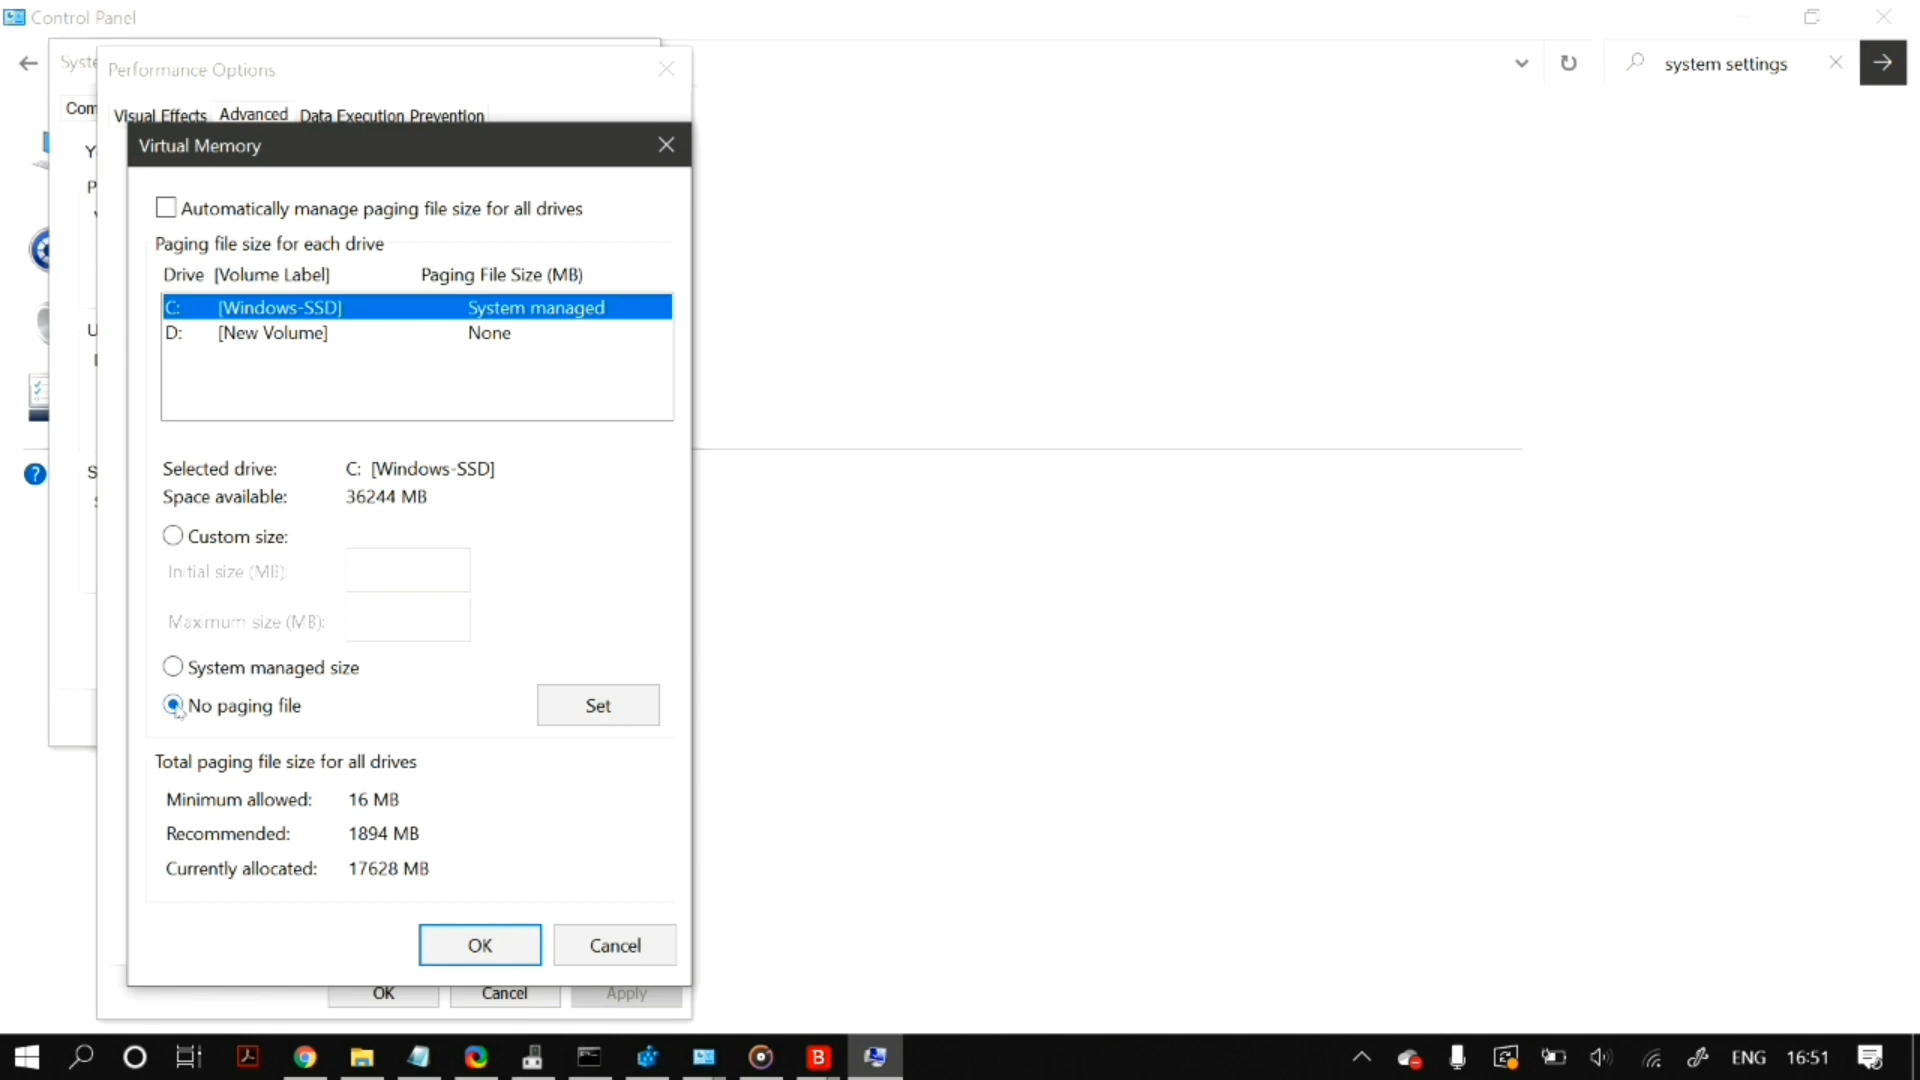 Control Panel
Syste
Performance Options
system settings
Com
Visual Effects Advanced Data Execution Prevention
Virtual Memory
Y
Automatically manage paging file size for all drives
P
Paging file size for each drive
Drive [Volume Label] Paging File Size (MB)
C: [Windows-SSD] System managed
U
D: [New Volume] None
Selected drive: C: [Windows-SSD]
S
Space available: 36244 MB
Custom size:
Initial size (MB):
Maximum size (MB):
System managed size
No paging file Set
Total paging file size for all drives
Minimum allowed: 16 MB
Recommended: 1894 MB
Currently allocated: 17628 MB
OK Cancel
OK Cancel Apply
B ENG 16:51